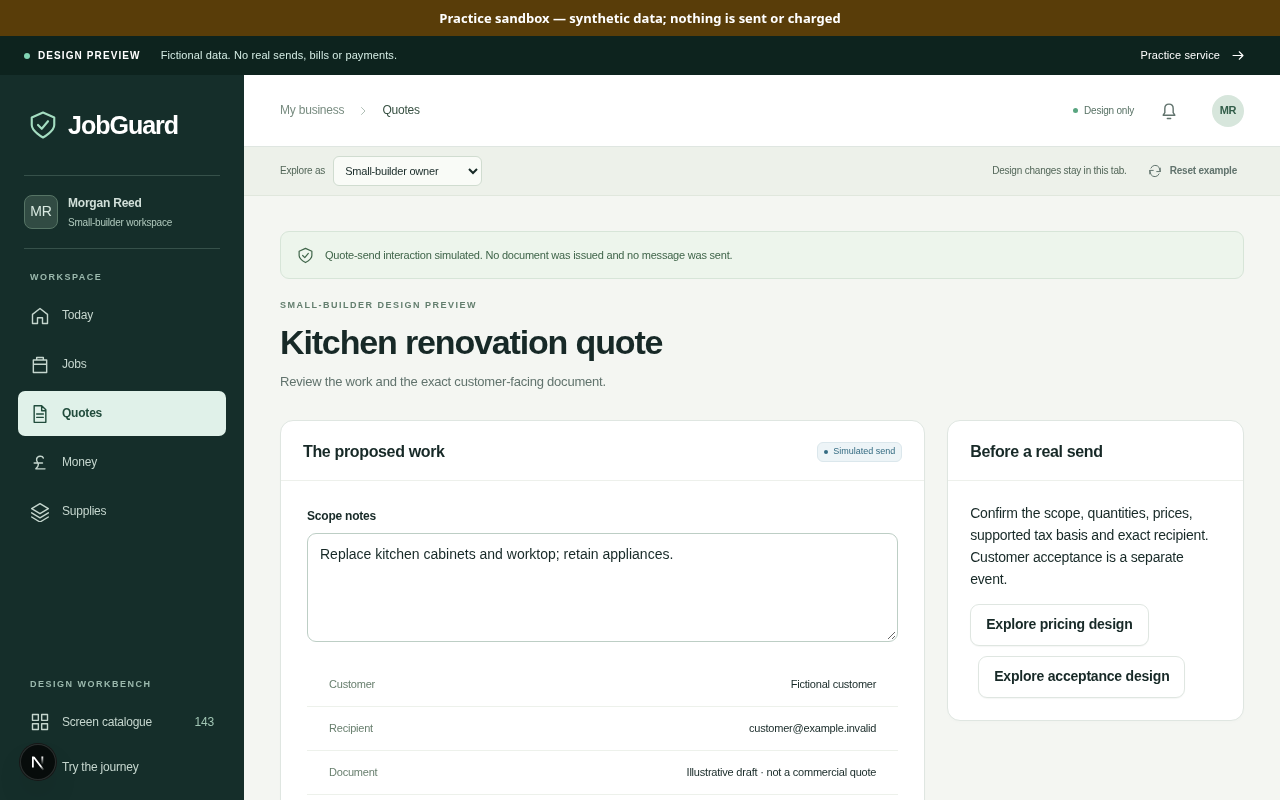 Practice sandbox — synthetic data; nothing is sent or charged
DESIGN PREVIEW Fictional data. No real sends, bills or payments. Practice service
JobGuard
My business Quotes
Design only MR
Explore as Small-builder owner
Design changes stay in this tab. Reset example
MR Morgan Reed
Small-builder workspace
WORKSPACE
Today
Jobs
Quotes
Money
Supplies
DESIGN WORKBENCH
Screen catalogue 143
N Try the journey
Quote-send interaction simulated. No document was issued and no message was sent.
SMALL-BUILDER DESIGN PREVIEW
Kitchen renovation quote
Review the work and the exact customer-facing document.
The proposed work Simulated send
Scope notes
Replace kitchen cabinets and worktop; retain appliances.
Customer Fictional customer
Recipient customer@example.invalid
Document Illustrative draft · not a commercial quote
Before a real send
Confirm the scope, quantities, prices,
supported tax basis and exact recipient.
Customer acceptance is a separate
event.
Explore pricing design
Explore acceptance design